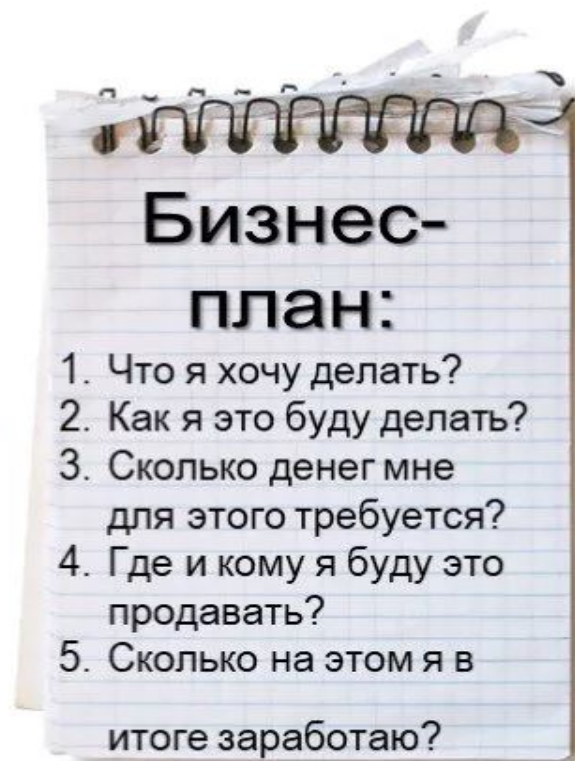 Бизнес-
план:
1. Что я хочу делать?
2. Как я это буду делать?
3. Сколько денег мне
для этого требуется?
4. Где и кому я буду это
продавать?
5. Сколько на этом я в
итоге заработаю?